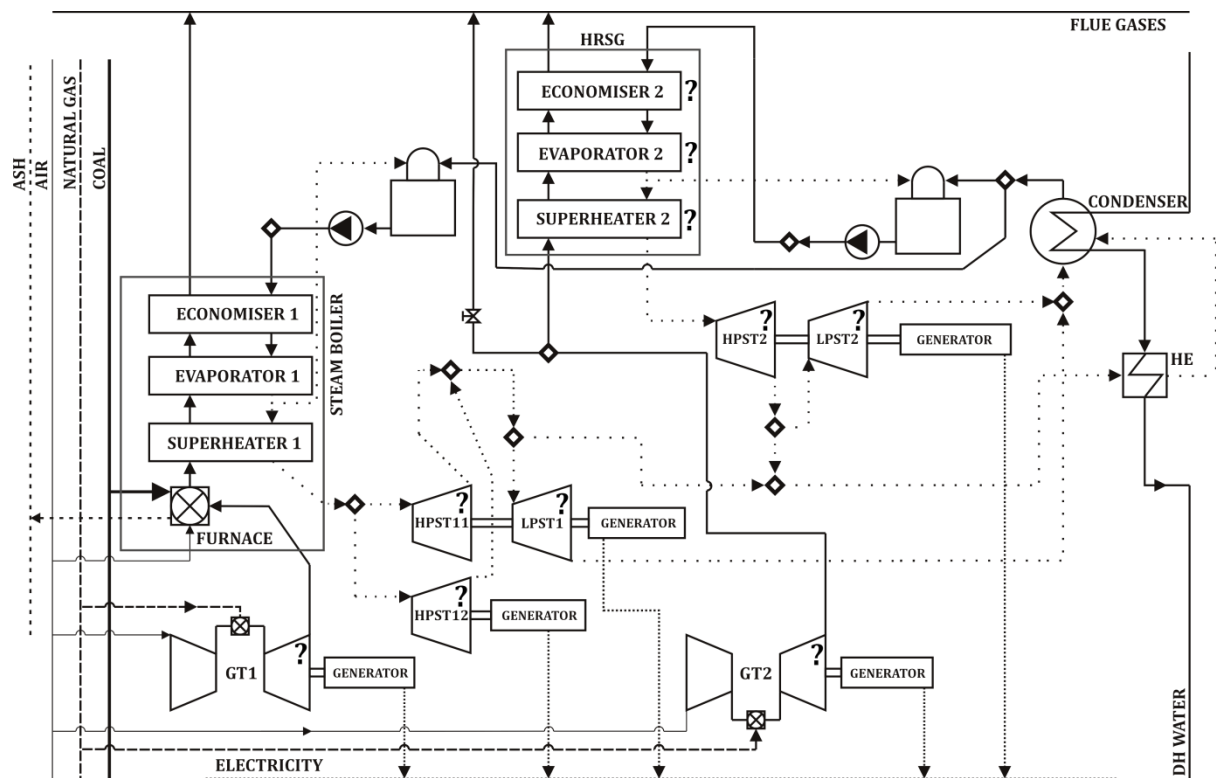 FLUE GASES
HRSG
ECONOMISER 2 ?
EVAPORATOR 2 ?
SUPERHEATER 2 ?
ASH
AIR
NATURAL GAS
COAL
CONDENSER
ECONOMISER 1
EVAPORATOR 1
SUPERHEATER 1
STEAM BOILER
FURNACE
?
HPST2
?
LPST2
GENERATOR
HE
?
HPST11
?
LPST1
GENERATOR
?
HPST12
GENERATOR
GT1
?
GENERATOR
GT2
?
GENERATOR
ELECTRICITY
DH WATER